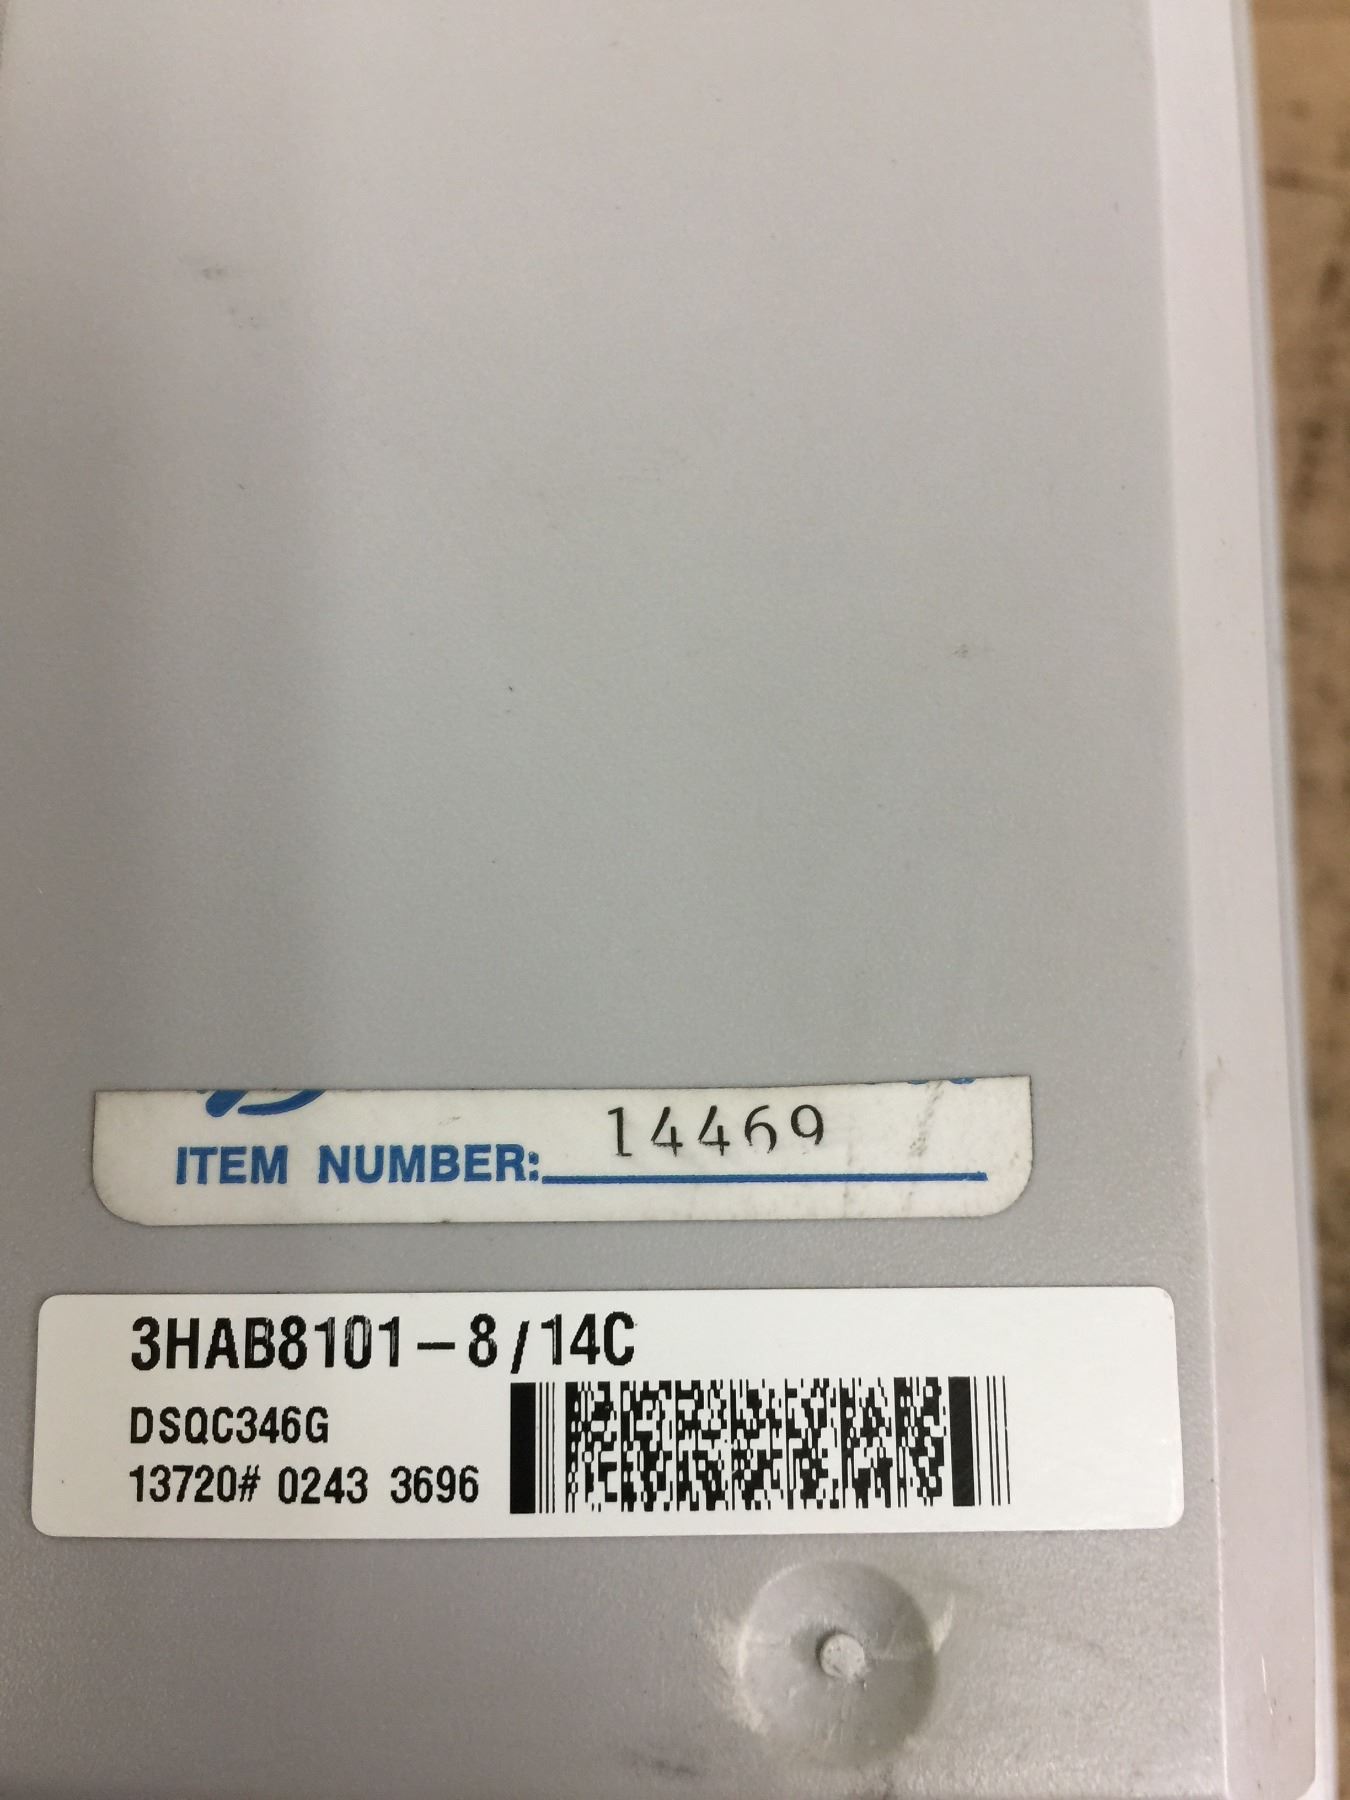 ITEM NUMBER: 14469
3HAB8101-8/14C
DSQC346G
13720# 0243 3696